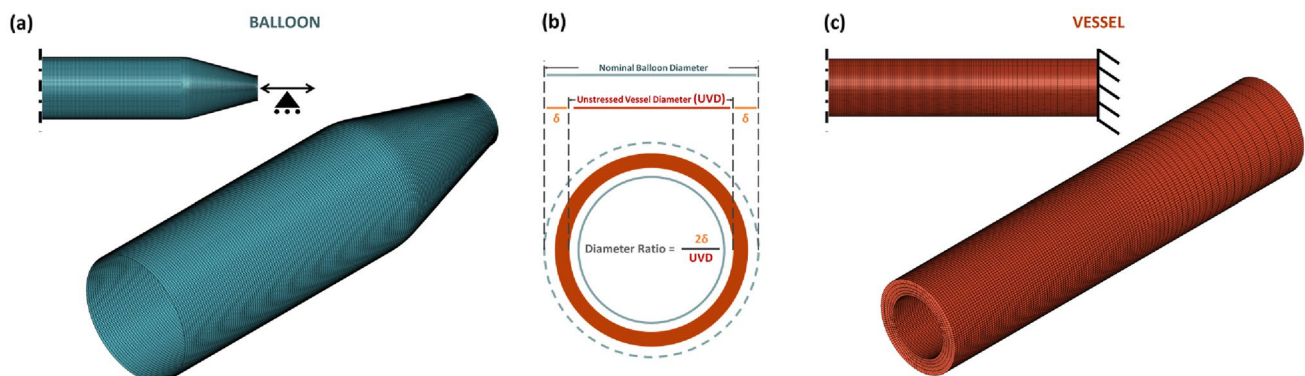 (a)
BALLOON
(b)
Nominal Balloon Diameter
Unstressed Vessel Diameter (UVD)
δ
δ
Diameter Ratio = 2δ
UVD
(c)
VESSEL